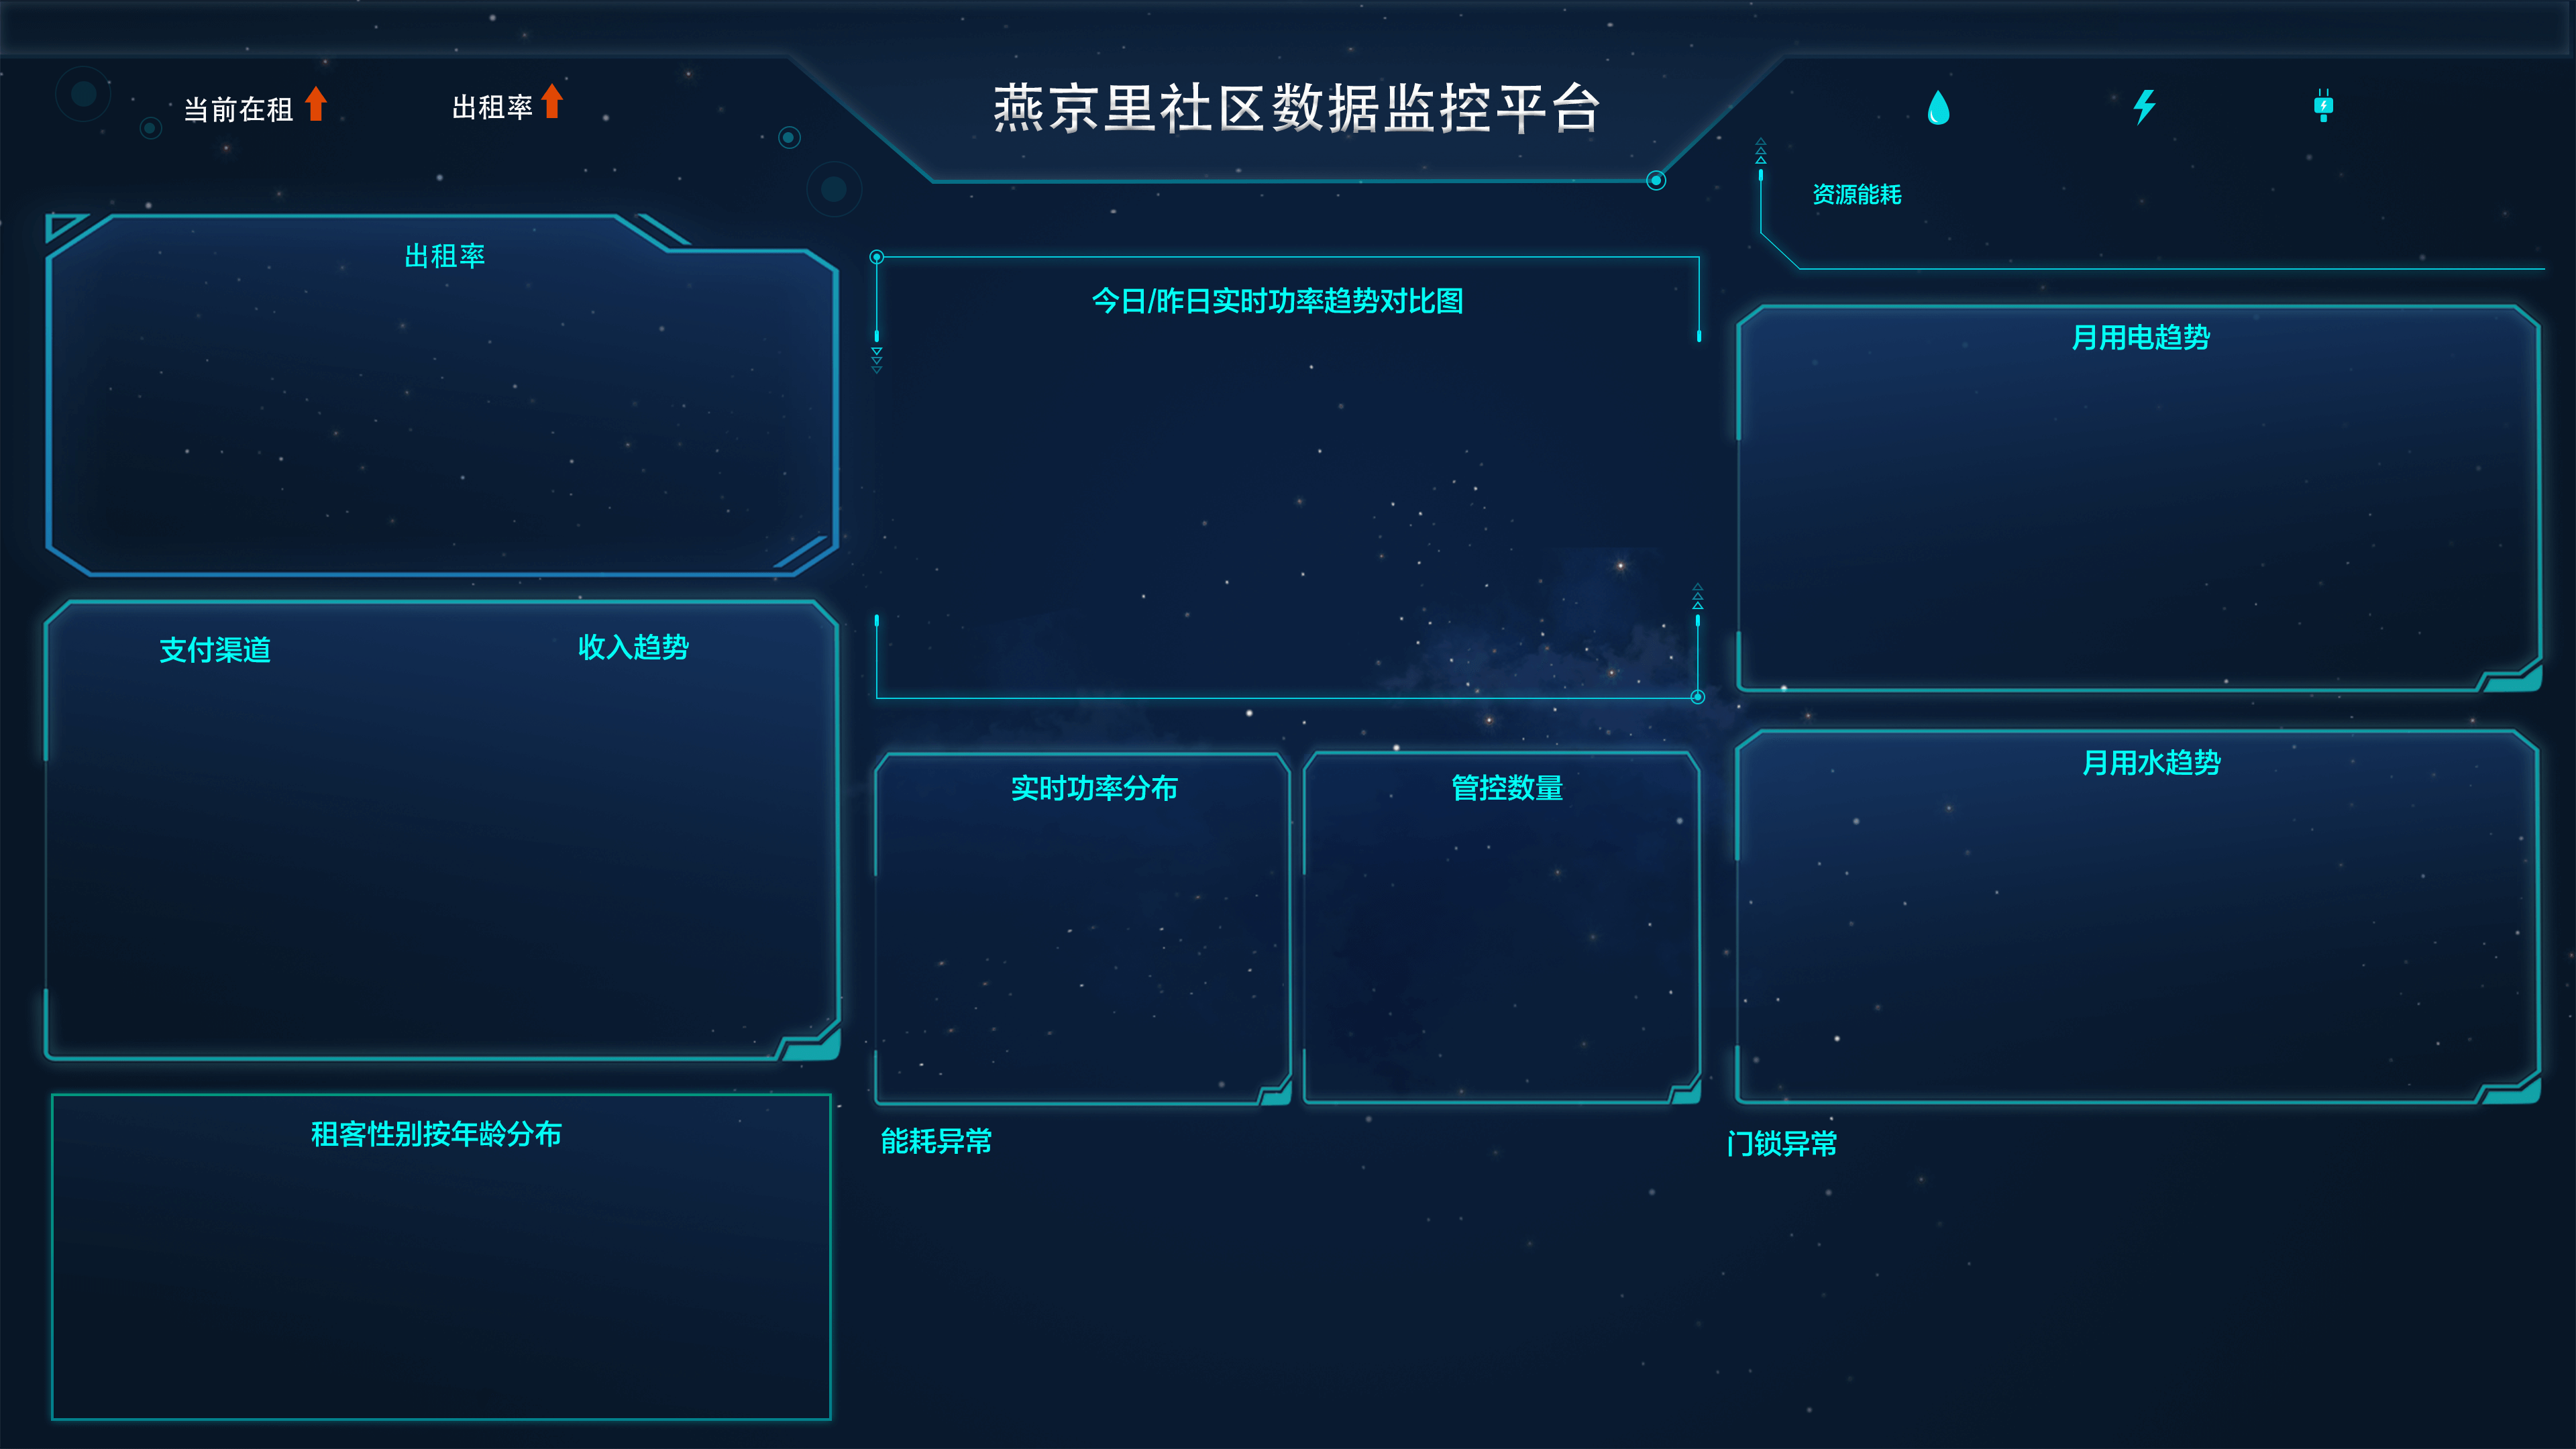 燕京里社区数据监控平台
当前在租
出租率
资源能耗
出租率
今日/昨日实时功率趋势对比图
月用电趋势
支付渠道
收入趋势
实时功率分布
管控数量
月用水趋势
租客性别按年龄分布
能耗异常
门锁异常